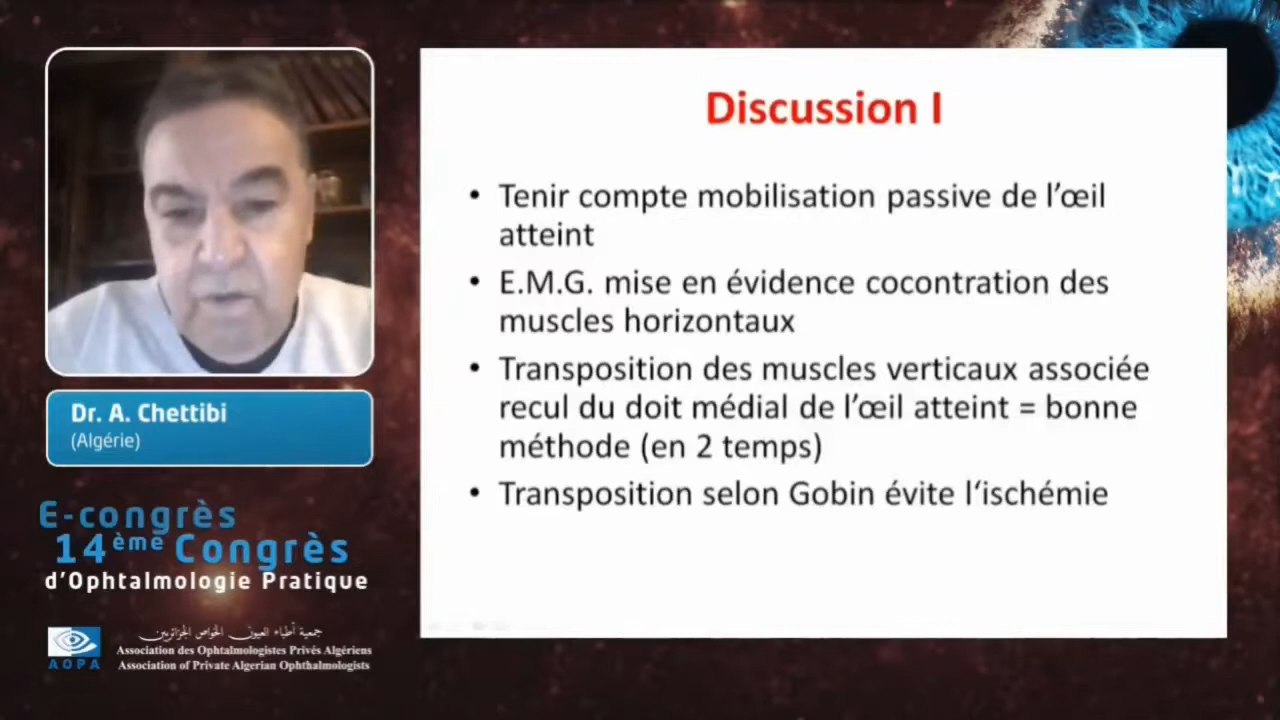 Discussion I
• Tenir compte mobilisation passive de l'œil
atteint
• E.M.G. mise en évidence cocontration des
muscles horizontaux
• Transposition des muscles verticaux associée
recul du doit médial de l'œil atteint = bonne
méthode (en 2 temps)
• Transposition selon Gobin évite l‘ischémie
Dr. A. Chettibi
(Algérie)
E-congrès
14ème Congrès
d'Ophtalmologie Pratique
AOPA
جمعية أطباء العيون الخواص الجزائريين
Association des Ophtalmologistes Privés Algériens
Association of Private Algerian Ophthalmologists